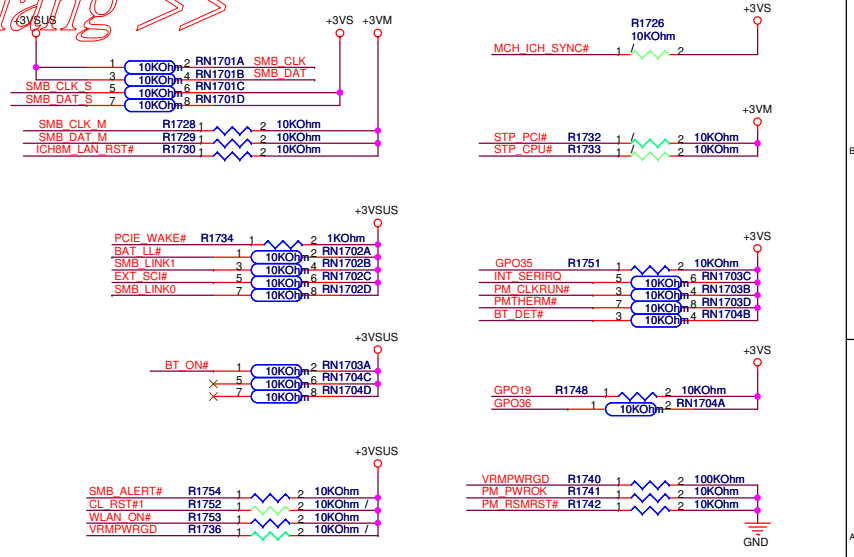 +3VSUS
+3VS +3VM
1 10KOhm 2 RN1701A SMB_CLK
3 10KOhm 4 RN1701B SMB_DAT
SMB_CLK_S 5 10KOhm 6 RN1701C
SMB_DAT_S 7 10KOhm 8 RN1701D
SMB_CLK_M R1728 1 2 10KOhm
SMB_DAT_M R1729 1 2 10KOhm
ICH8M_LAN_RST# R1730 1 2 10KOhm
+3VSUS
PCIE_WAKE# R1734 1 2 1KOhm
BAT_LL# 1 10KOhm 2 RN1702A
SMB_LINK1 3 10KOhm 4 RN1702B
EXT_SCI# 5 10KOhm 6 RN1702C
SMB_LINK0 7 10KOhm 8 RN1702D
+3VSUS
BT_ON# 1 10KOhm 2 RN1703A
5 10KOhm 6 RN1704C
7 10KOhm 8 RN1704D
+3VSUS
SMB_ALERT# R1754 1 2 10KOhm
CL_RST#1 R1752 1 2 10KOhm /
WLAN_ON# R1753 1 2 10KOhm
VRMPWRGD R1736 1 2 10KOhm /
+3VS
R1726
10KOhm
MCH_ICH_SYNC# 1 / 2
+3VM
STP_PCI# R1732 1 / 2 10KOhm
STP_CPU# R1733 1 / 2 10KOhm
+3VS
GPO35 R1751 1 2 10KOhm
INT_SERIRQ 5 10KOhm 6 RN1703C
PM_CLKRUN# 3 10KOhm 4 RN1703B
PMTHERM# 7 10KOhm 8 RN1703D
BT_DET# 3 10KOhm 4 RN1704B
+3VS
GPO19 R1748 1 2 10KOhm
GPO36 1 10KOhm 2 RN1704A
VRMPWRGD R1740 1 2 100KOhm
PM_PWROK R1741 1 2 10KOhm
PM_RSMRST# R1742 1 2 10KOhm
GND
B
A